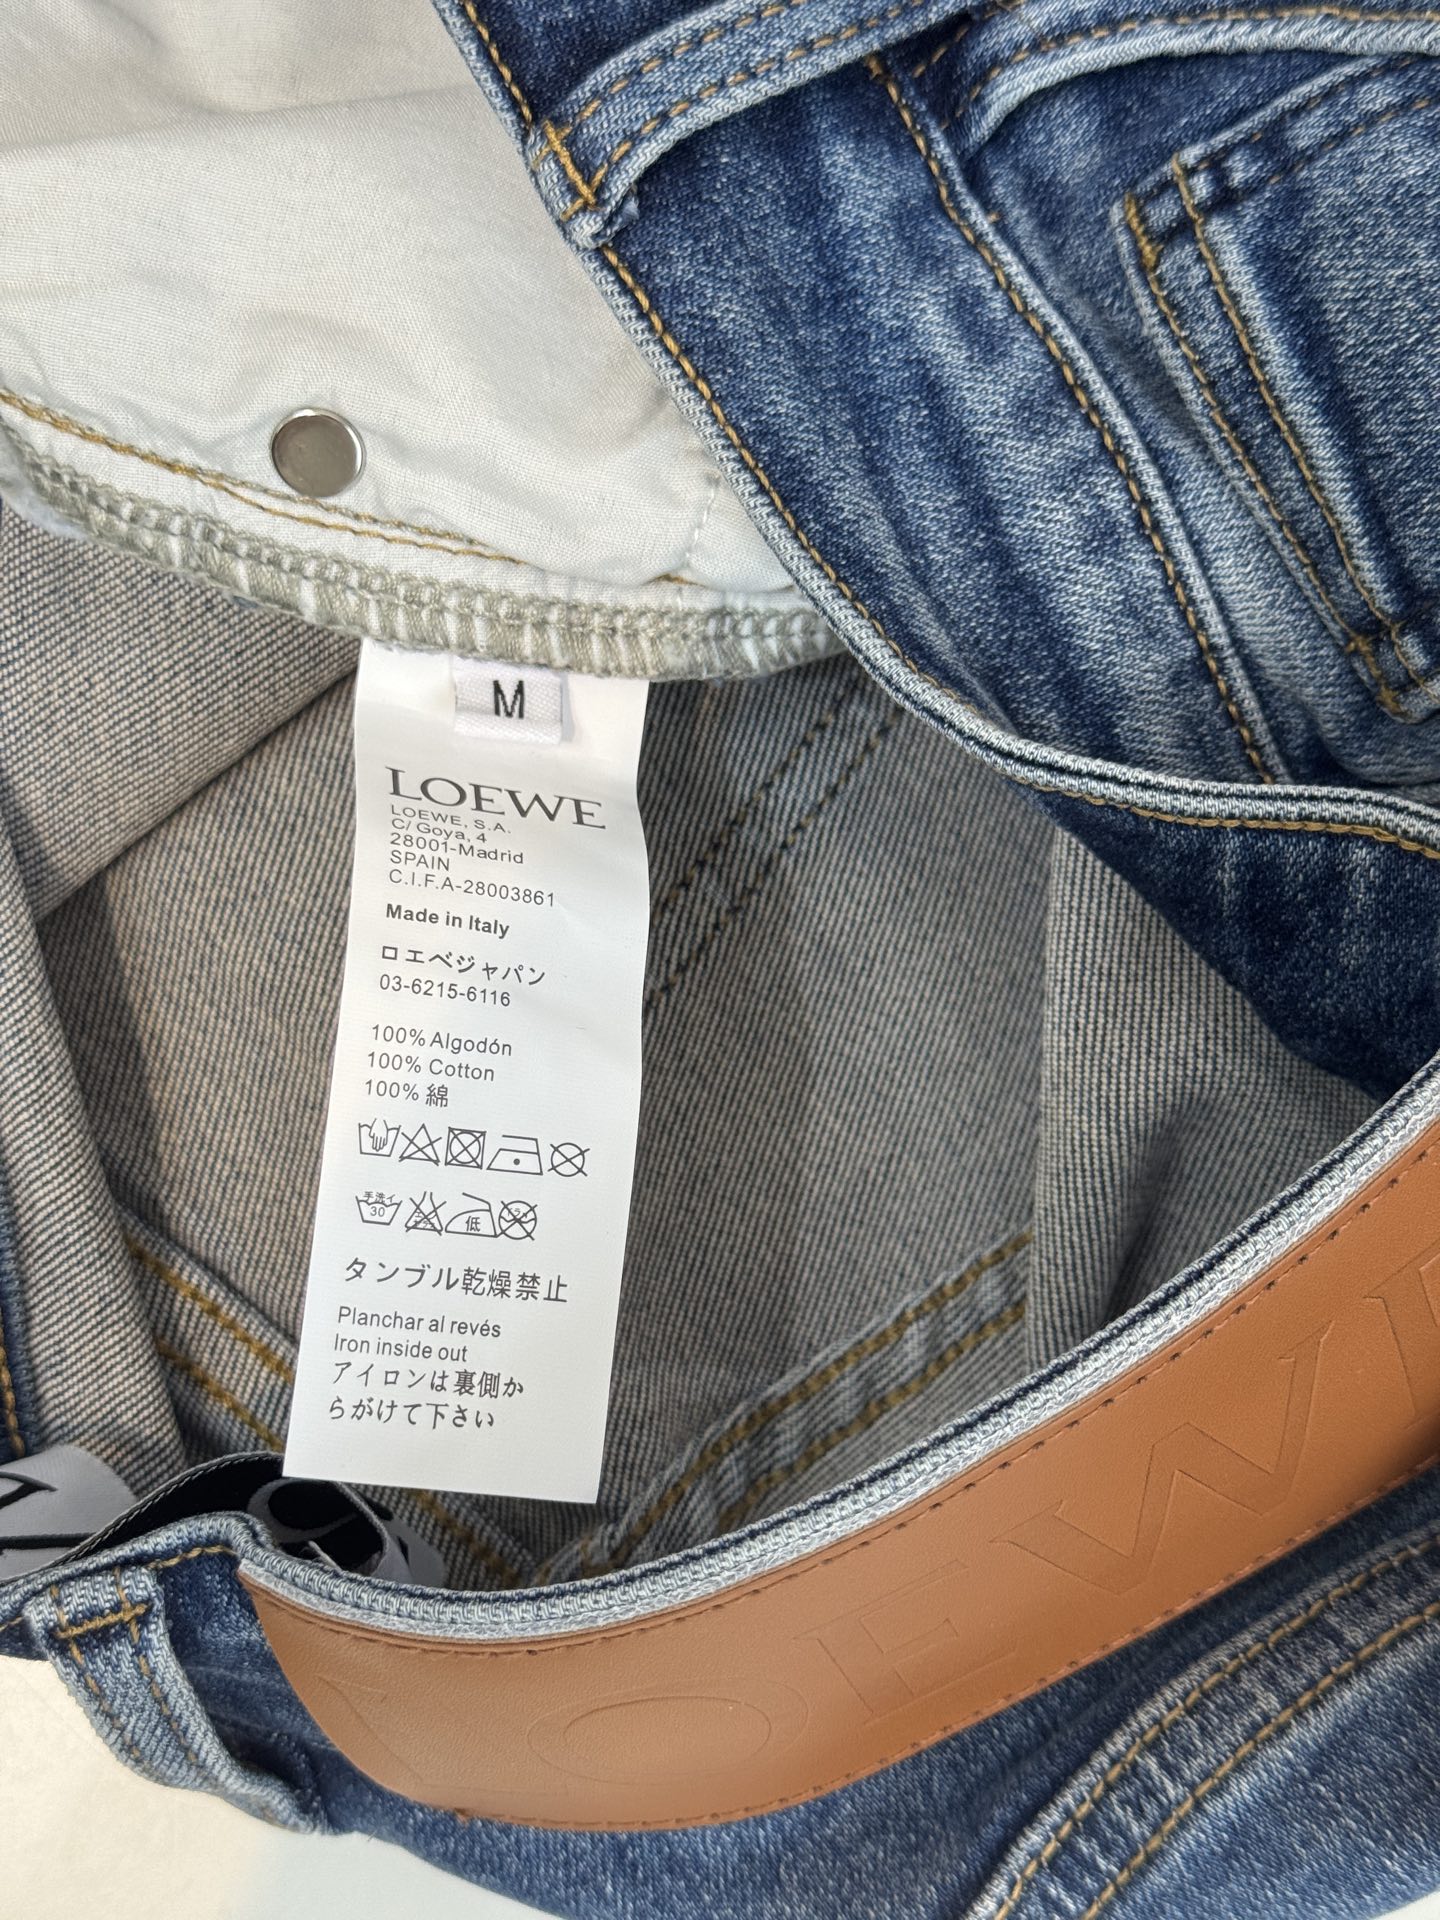 M
LOEWE
LOEWE, S.A.
C/ Goya, 4
28001-Madrid
SPAIN
C.I.F.A-28003861
Made in Italy
ロエベジャパン
03-6215-6116
100% Algodón
100% Cotton
100% 綿
手洗イ
30
低
タンブル乾燥禁止
Planchar al revés
Iron inside out
アイロンは裏側か
らがけて下さい
LOEWE